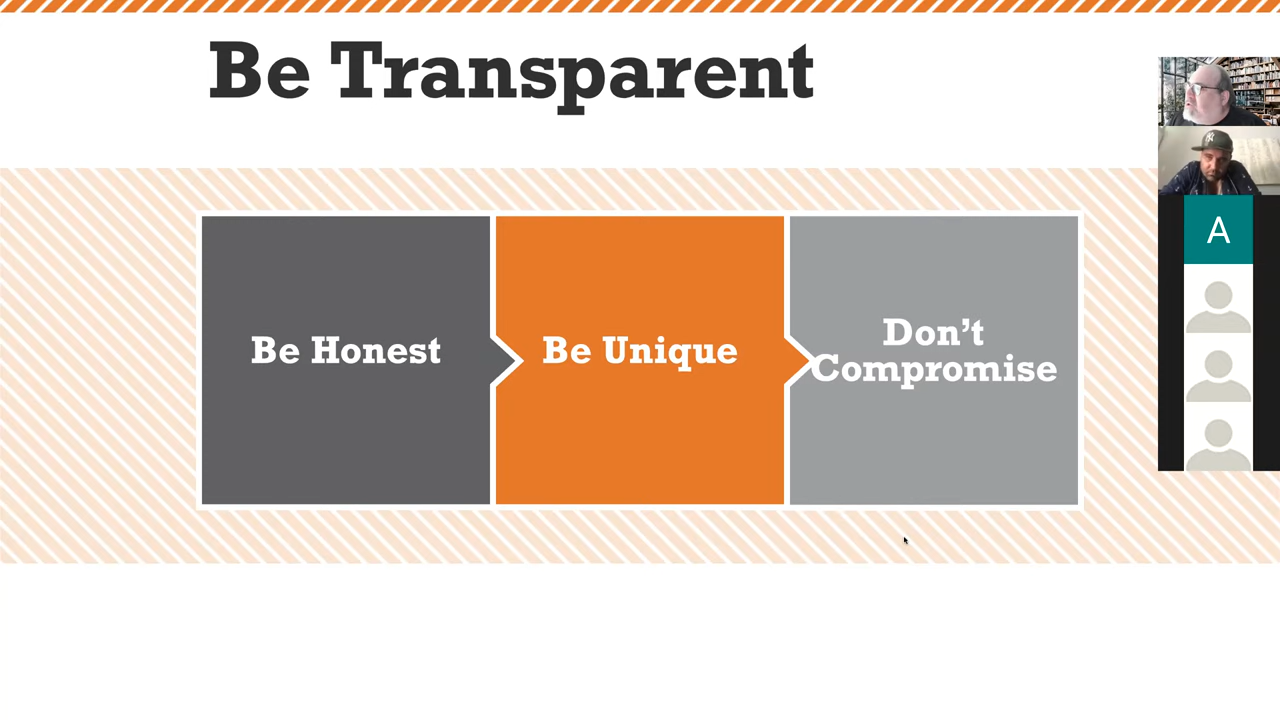 Be Transparent
Be Honest
Be Unique
Don’t
Compromise
A